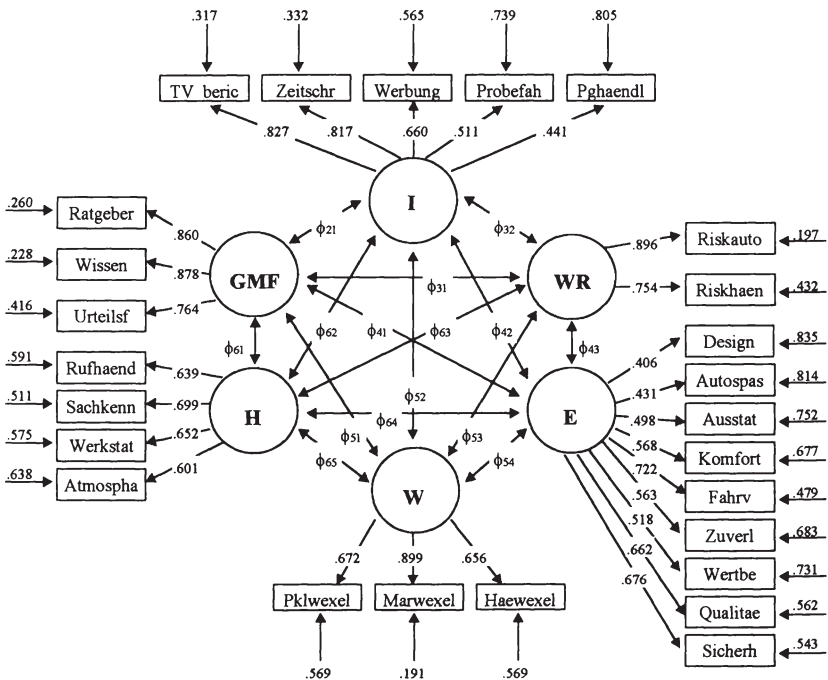 .317 .332 .565 .739 .805
TV beric Zeitschr Werbung Probefah Pghaendl
.827 .817 .660 .511 .441
I
.260 Ratgeber .860
.228 Wissen .878
.416 Urteilsf .764
GMF
ϕ21 ϕ32
WR
.896 Riskauto .197
.754 Riskhaen .432
ϕ31
ϕ61 ϕ62 ϕ41 ϕ63 ϕ42 ϕ43
.591 Rufhaend .639
.511 Sachkenn .699
.575 Werkstat .652
.638 Atmospha .601
H
ϕ52
ϕ64
ϕ51 ϕ53
ϕ65 ϕ54
E
W
.406 Design .835
.431 Autospas .814
.498 Ausstat .752
.568 Komfort .677
.722 Fahrv .479
.563 Zuverl .683
.518 Wertbe .731
.662 Qualitae .562
.676 Sicherh .543
.672 .899 .656
Pklwexel Marwexel Haewexel
.569 .191 .569